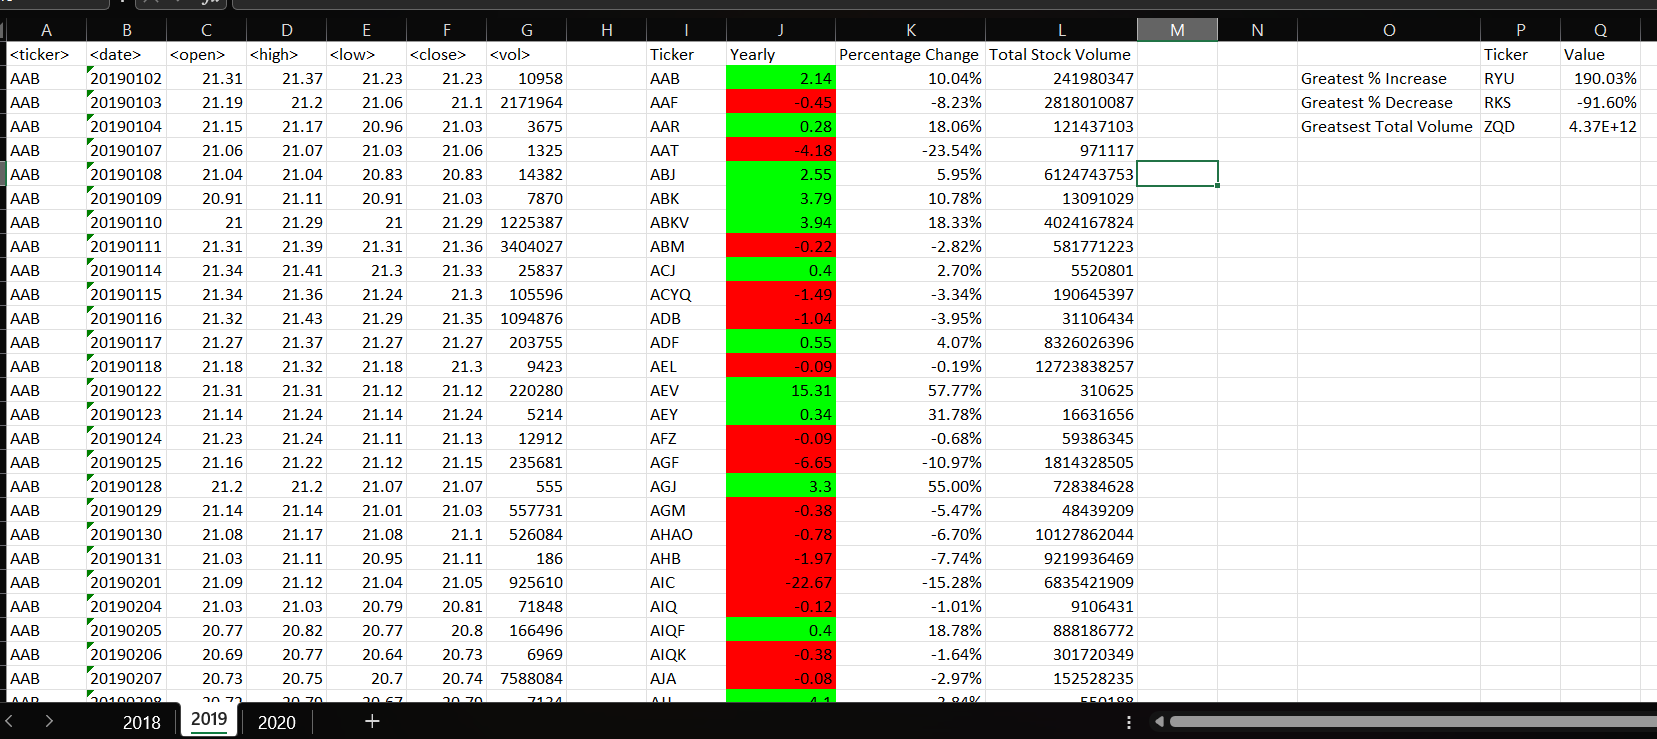 A B C D E F G H I J K L M N O P Q
<ticker> <date> <open> <high> <low> <close> <vol> Ticker Yearly Percentage Change Total Stock Volume Ticker Value
AAB 20190102 21.31 21.37 21.23 21.23 10958 AAB 2.14 10.04% 241980347 Greatest % Increase RYU 190.03%
AAB 20190103 21.19 21.2 21.06 21.1 2171964 AAF -0.45 -8.23% 2818010087 Greatest % Decrease RKS -91.60%
AAB 20190104 21.15 21.17 20.96 21.03 3675 AAR 0.28 18.06% 121437103 Greatsest Total Volume ZQD 4.37E+12
AAB 20190107 21.06 21.07 21.03 21.06 1325 AAT -4.18 -23.54% 971117
AAB 20190108 21.04 21.04 20.83 20.83 14382 ABJ 2.55 5.95% 6124743753
AAB 20190109 20.91 21.11 20.91 21.03 7870 ABK 3.79 10.78% 13091029
AAB 20190110 21 21.29 21 21.29 1225387 ABKV 3.94 18.33% 4024167824
AAB 20190111 21.31 21.39 21.31 21.36 3404027 ABM -0.22 -2.82% 581771223
AAB 20190114 21.34 21.41 21.3 21.33 25837 ACJ 0.4 2.70% 5520801
AAB 20190115 21.34 21.36 21.24 21.3 105596 ACYQ -1.49 -3.34% 190645397
AAB 20190116 21.32 21.43 21.29 21.35 1094876 ADB -1.04 -3.95% 31106434
AAB 20190117 21.27 21.37 21.27 21.27 203755 ADF 0.55 4.07% 8326026396
AAB 20190118 21.18 21.32 21.18 21.3 9423 AEL -0.09 -0.19% 12723838257
AAB 20190122 21.31 21.31 21.12 21.12 220280 AEV 15.31 57.77% 310625
AAB 20190123 21.14 21.24 21.14 21.24 5214 AEY 0.34 31.78% 16631656
AAB 20190124 21.23 21.24 21.11 21.13 12912 AFZ -0.09 -0.68% 59386345
AAB 20190125 21.16 21.22 21.12 21.15 235681 AGF -6.65 -10.97% 1814328505
AAB 20190128 21.2 21.2 21.07 21.07 555 AGJ 3.3 55.00% 728384628
AAB 20190129 21.14 21.14 21.01 21.03 557731 AGM -0.38 -5.47% 48439209
AAB 20190130 21.08 21.17 21.08 21.1 526084 AHAO -0.78 -6.70% 10127862044
AAB 20190131 21.03 21.11 20.95 21.11 186 AHB -1.97 -7.74% 9219936469
AAB 20190201 21.09 21.12 21.04 21.05 925610 AIC -22.67 -15.28% 6835421909
AAB 20190204 21.03 21.03 20.79 20.81 71848 AIQ -0.12 -1.01% 9106431
AAB 20190205 20.77 20.82 20.77 20.8 166496 AIQF 0.4 18.78% 888186772
AAB 20190206 20.69 20.77 20.64 20.73 6969 AIQK -0.38 -1.64% 301720349
AAB 20190207 20.73 20.75 20.7 20.74 7588084 AJA -0.08 -2.97% 152528235
2018 2019 2020 +